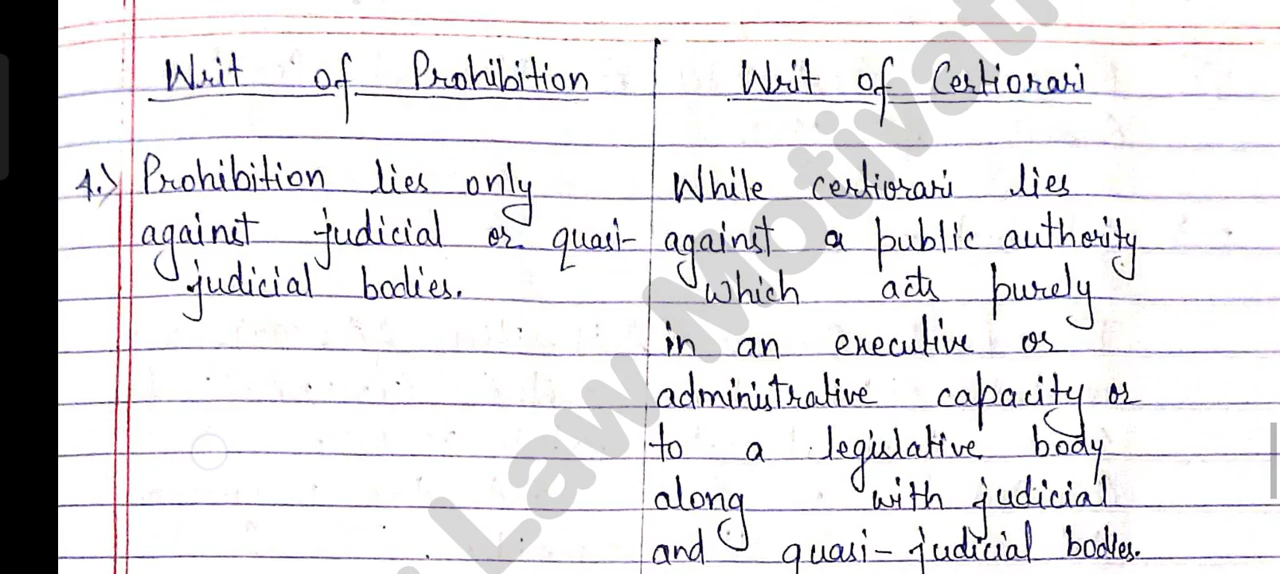 Writ of Prohibition
Writ of Certiorari
4.) Prohibition lies only
against judicial or quasi-
judicial bodies.
While certiorari lies
against a public authority
which acts purely
in an executive or
administrative capacity or
to a legislative body
along with judicial
and quasi-judicial bodies.
Law Motivati